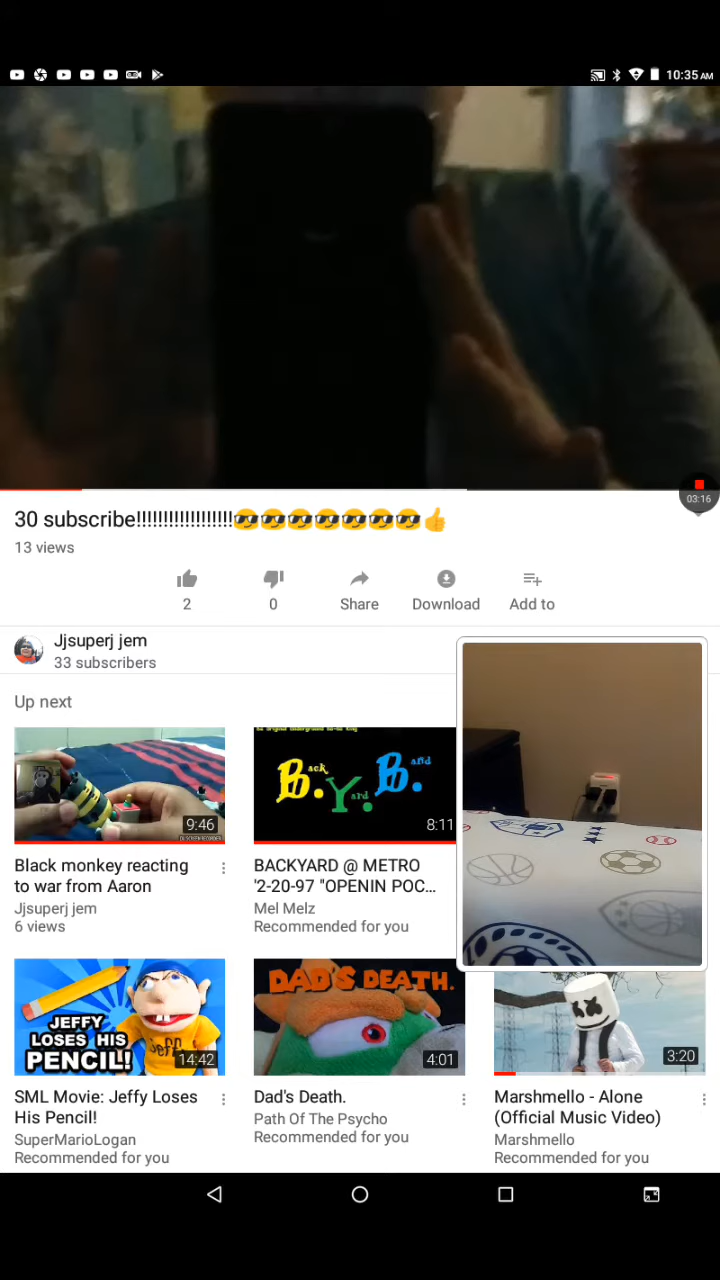 10:35 AM
03:16
30 subscribe!!!!!!!!!!!!!!!!!!😎😎😎😎😎😎😎👍
13 views
2
0
Share
Download
Add to
Jjsuperj jem
33 subscribers
Up next
9:46
Black monkey reacting
to war from Aaron
Jjsuperj jem
6 views
Back
Yard
Band
8:11
BACKYARD @ METRO
'2-20-97 "OPENIN POC...
Mel Melz
Recommended for you
JEFFY
LOSES HIS
PENCIL!
14:42
SML Movie: Jeffy Loses
His Pencil!
SuperMarioLogan
Recommended for you
DAD'S DEATH.
4:01
Dad's Death.
Path Of The Psycho
Recommended for you
3:20
Marshmello - Alone
(Official Music Video)
Marshmello
Recommended for you